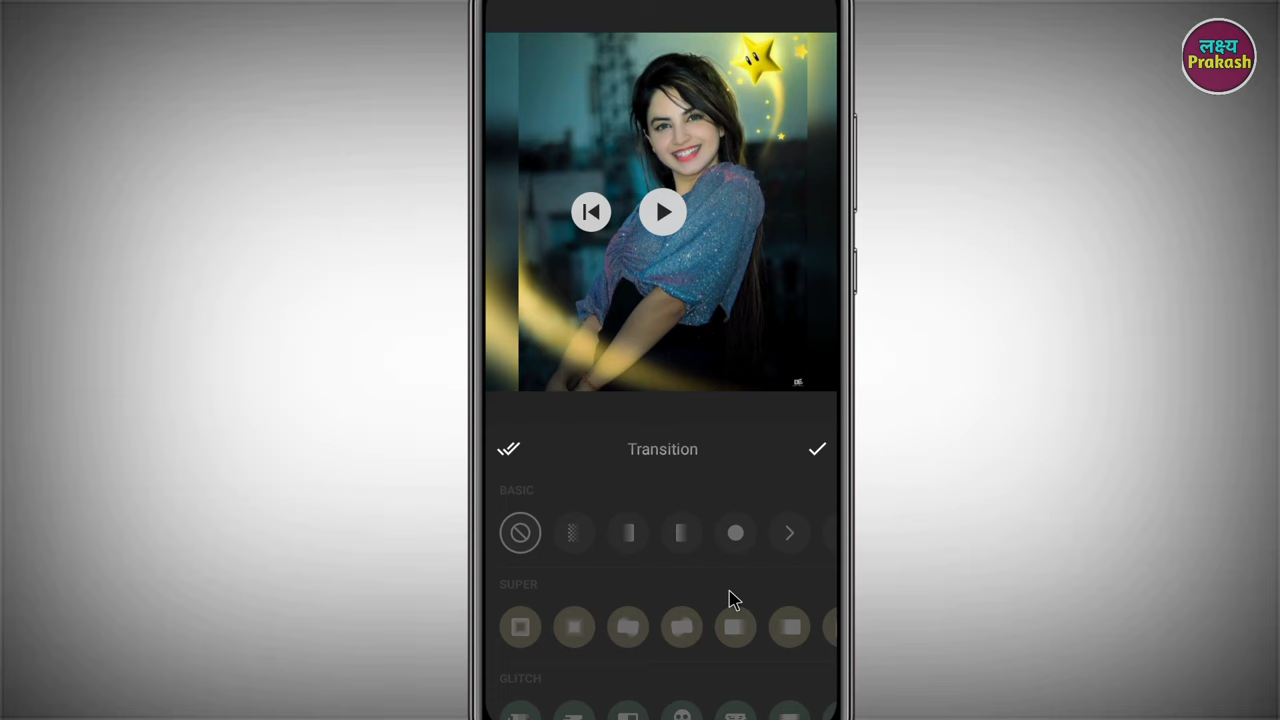 लक्ष्य
Prakash
Transition
BASIC
SUPER
GLITCH